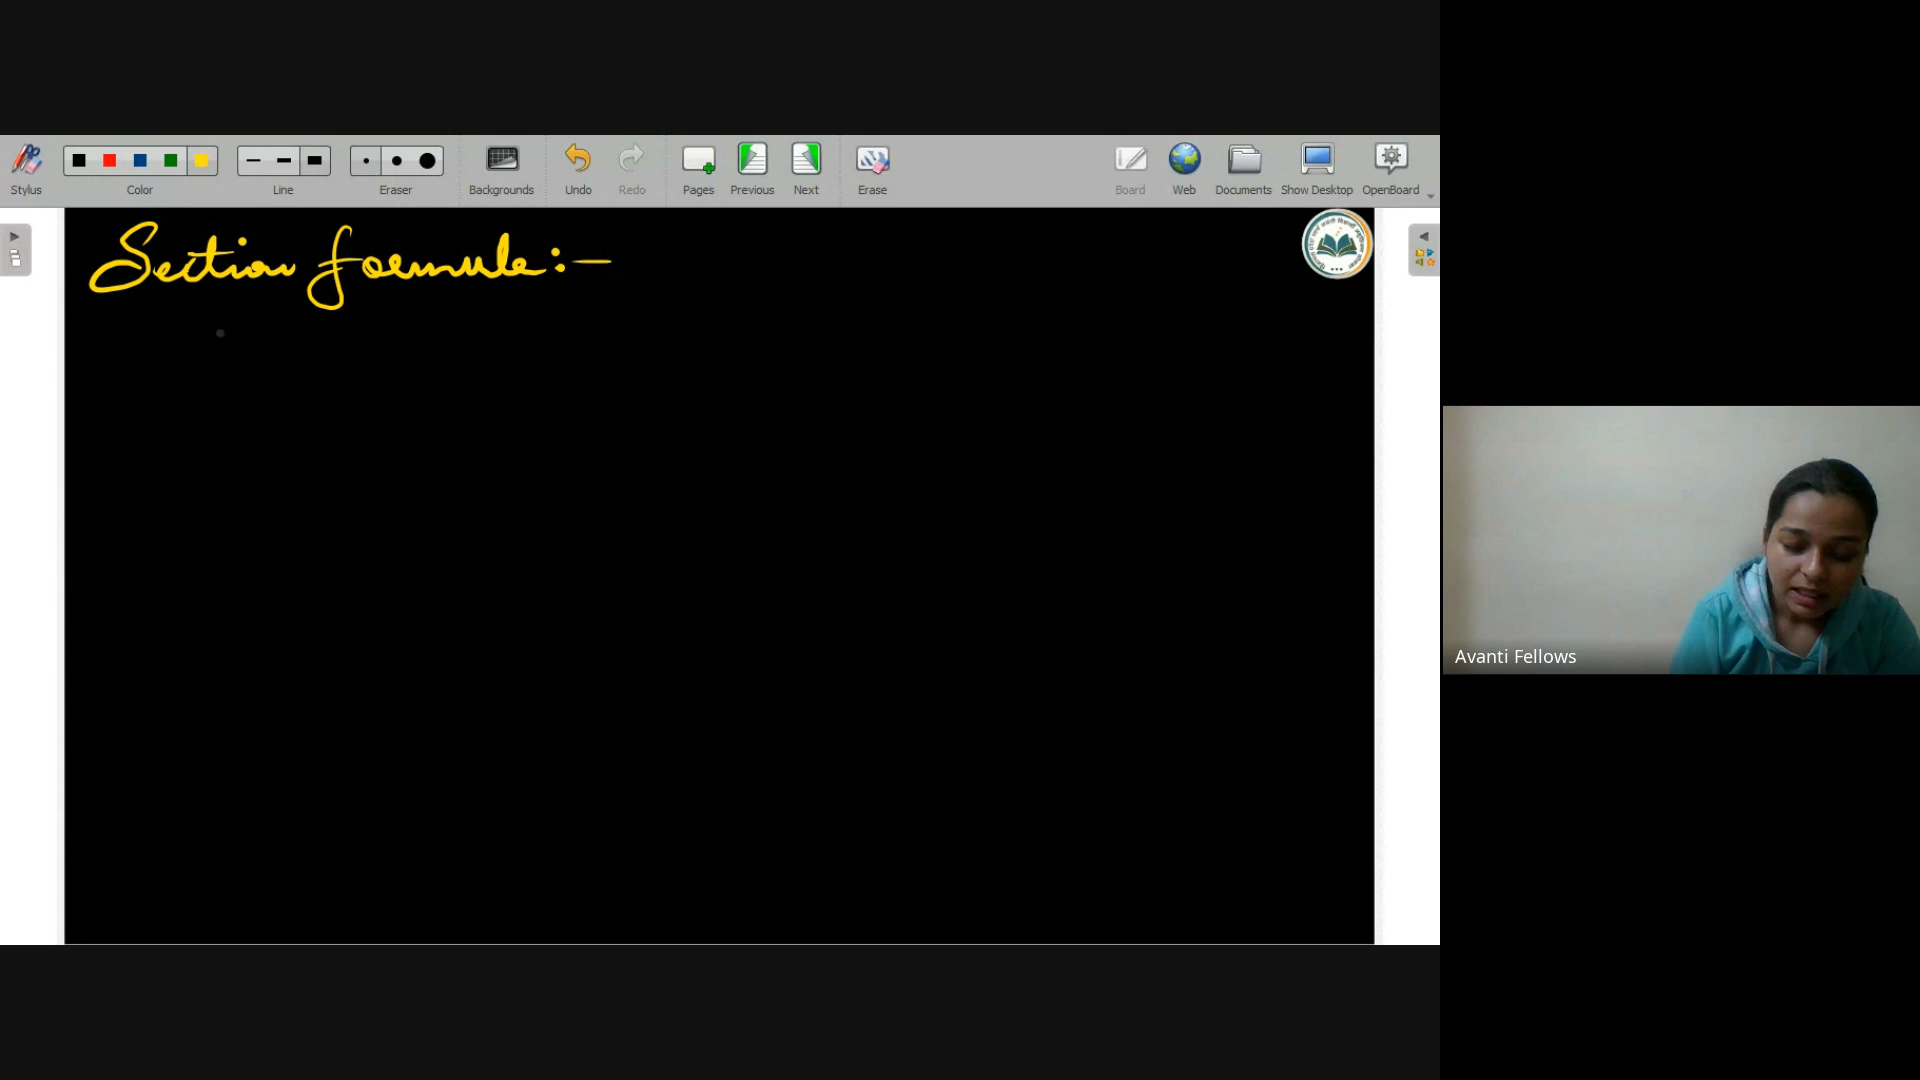 Section formula:—
Stylus Color Line Eraser Backgrounds Undo Redo Pages Previous Next Erase Board Web Documents Show Desktop OpenBoard
Avanti Fellows